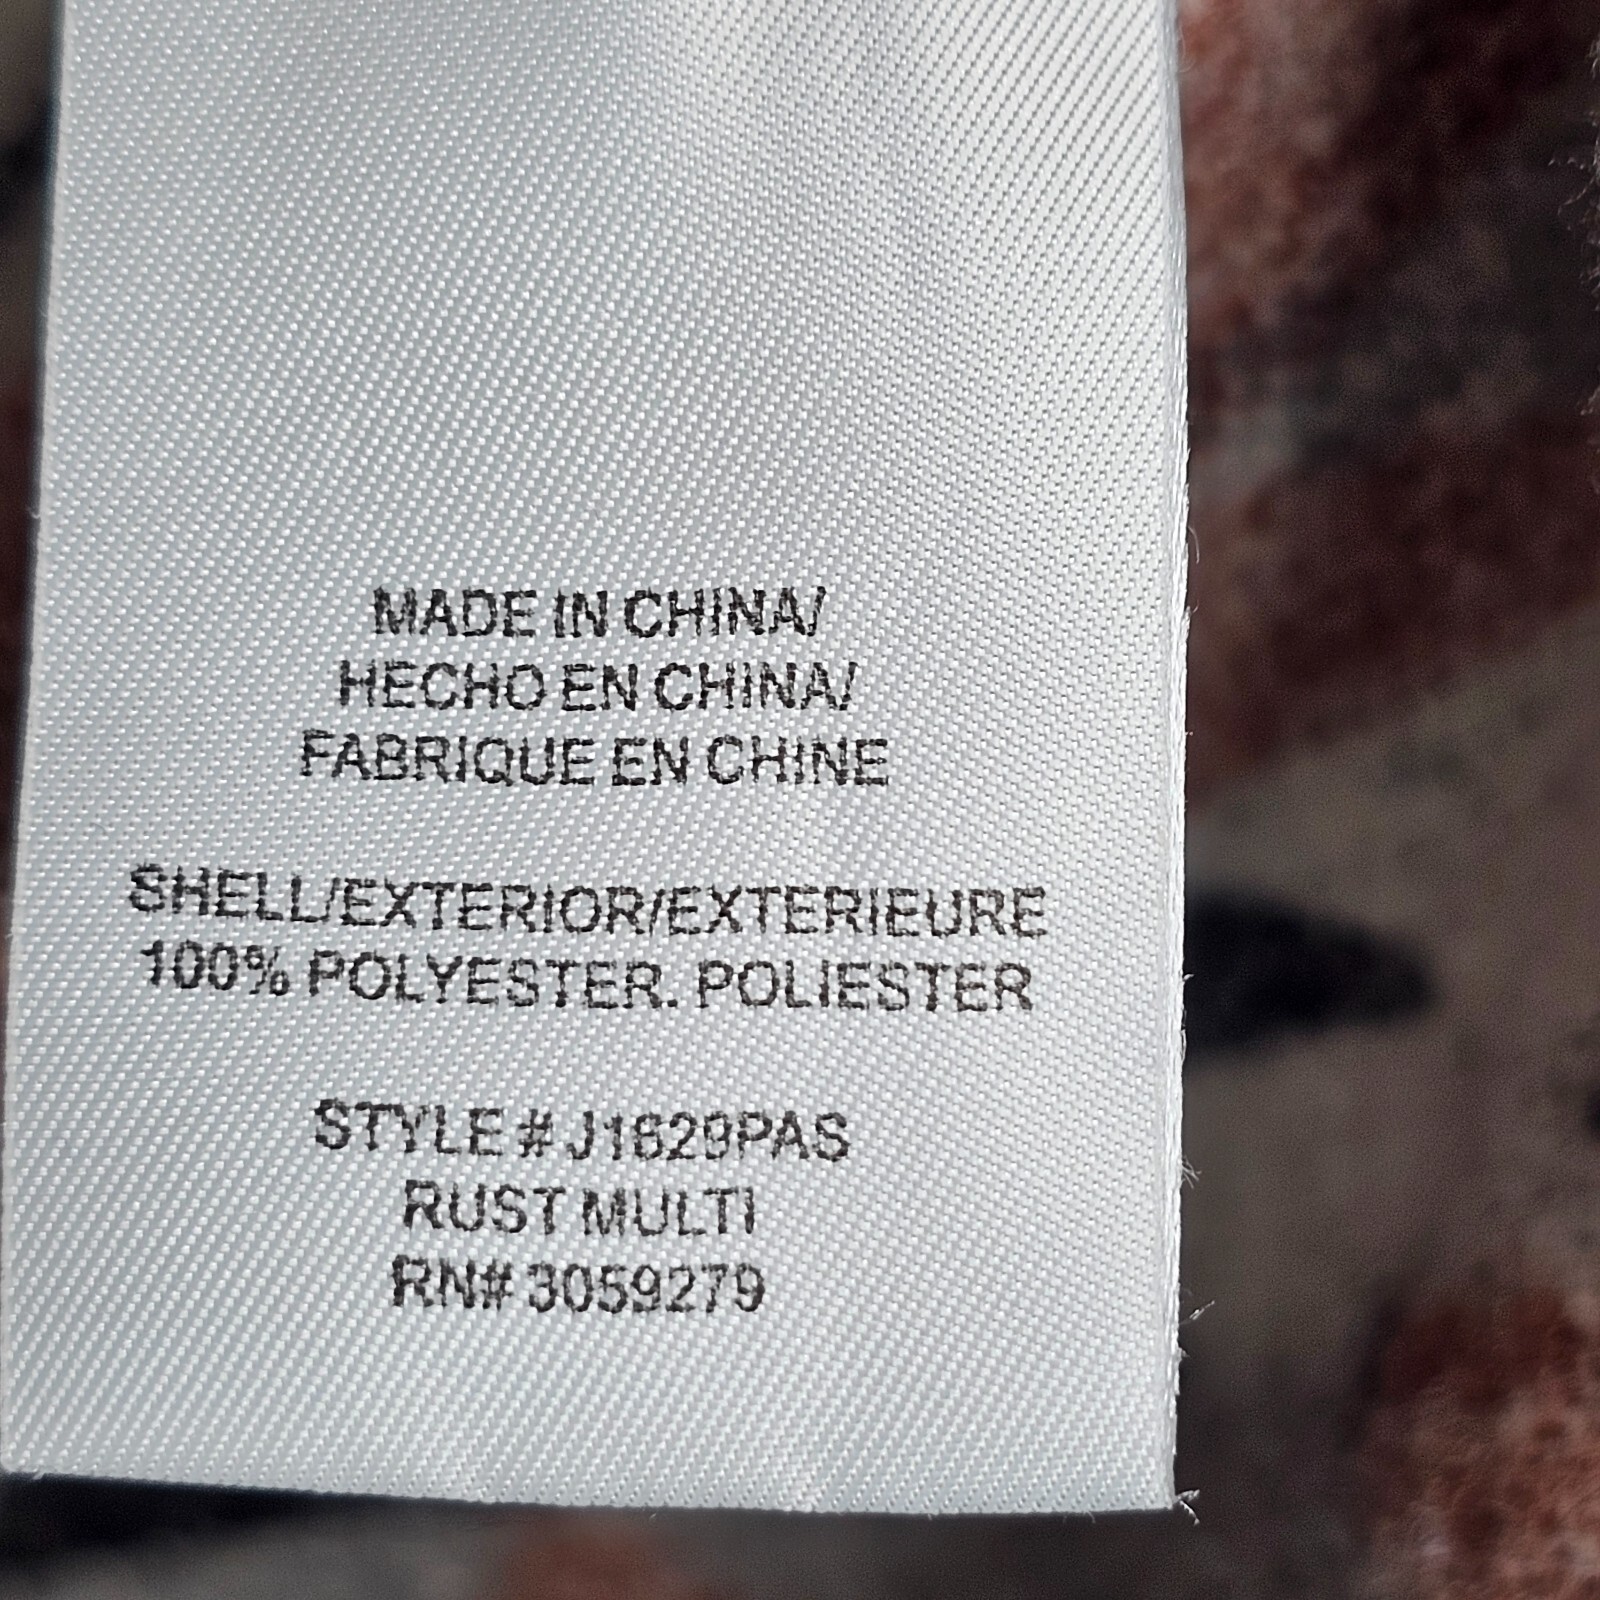 MADE IN CHINA/
HECHO EN CHINA/
FABRIQUE EN CHINE
SHELL/EXTERIOR/EXTERIEURE
100% POLYESTER. POLIESTER
STYLE # J1629PAS
RUST MULTI
RN# 3059279